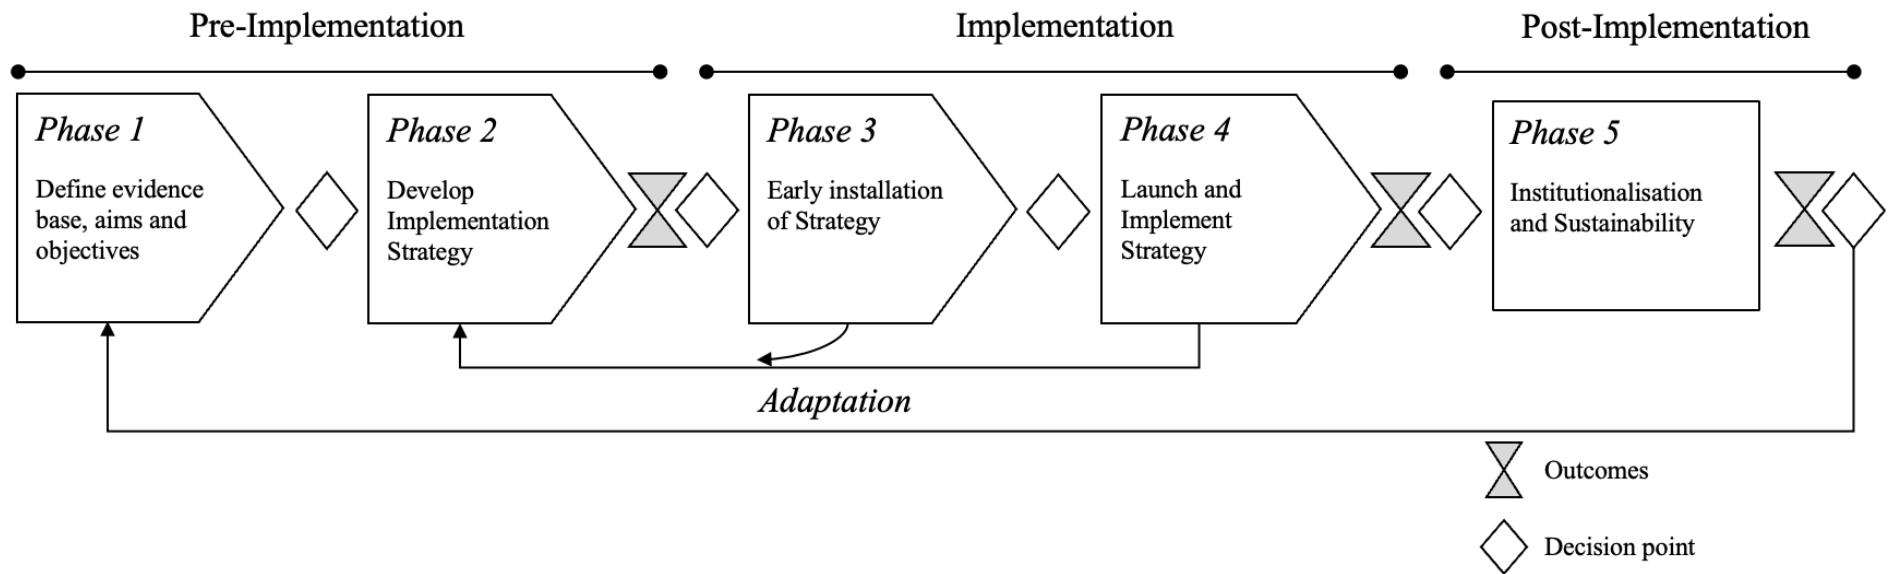 Pre-Implementation
Implementation
Post-Implementation
Phase 1
Define evidence
base, aims and
objectives
Phase 2
Develop
Implementation
Strategy
Phase 3
Early installation
of Strategy
Phase 4
Launch and
Implement
Strategy
Phase 5
Institutionalisation
and Sustainability
Adaptation
Outcomes
Decision point